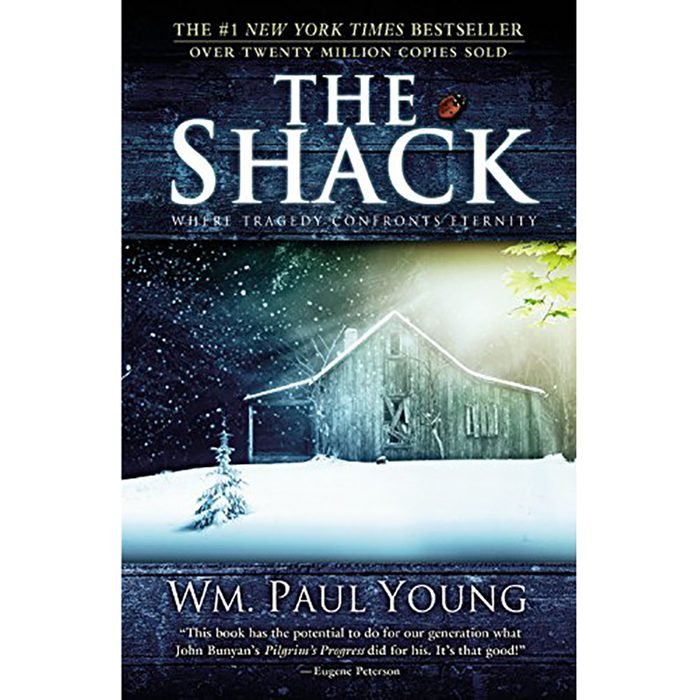 THE #1 NEW YORK TIMES BESTSELLER
OVER TWENTY MILLION COPIES SOLD
THE
SHACK
WHERE TRAGEDY CONFRONTS ETERNITY
WM. PAUL YOUNG
“This book has the potential to do for our generation what
John Bunyan’s Pilgrim’s Progress did for his. It’s that good!”
—Eugene Peterson